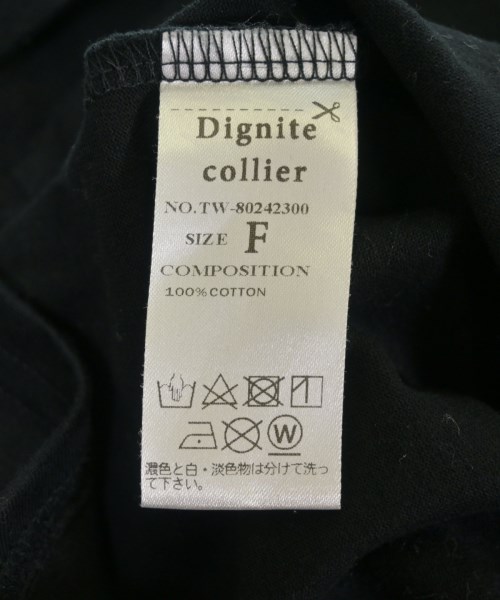 Dignite
collier
NO.TW-80242300
SIZE F
COMPOSITION
100%COTTON
W
濃色と白・淡色物は分けて洗っ
て下さい。